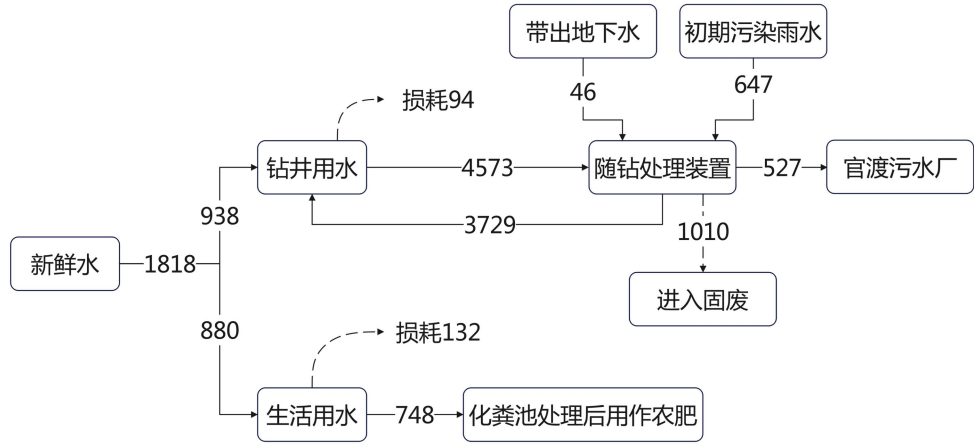 带出地下水
初期污染雨水
46
647
损耗94
钻井用水
4573
随钻处理装置
527
官渡污水厂
938
3729
1010
新鲜水
1818
进入固废
880
损耗132
生活用水
748
化粪池处理后用作农肥